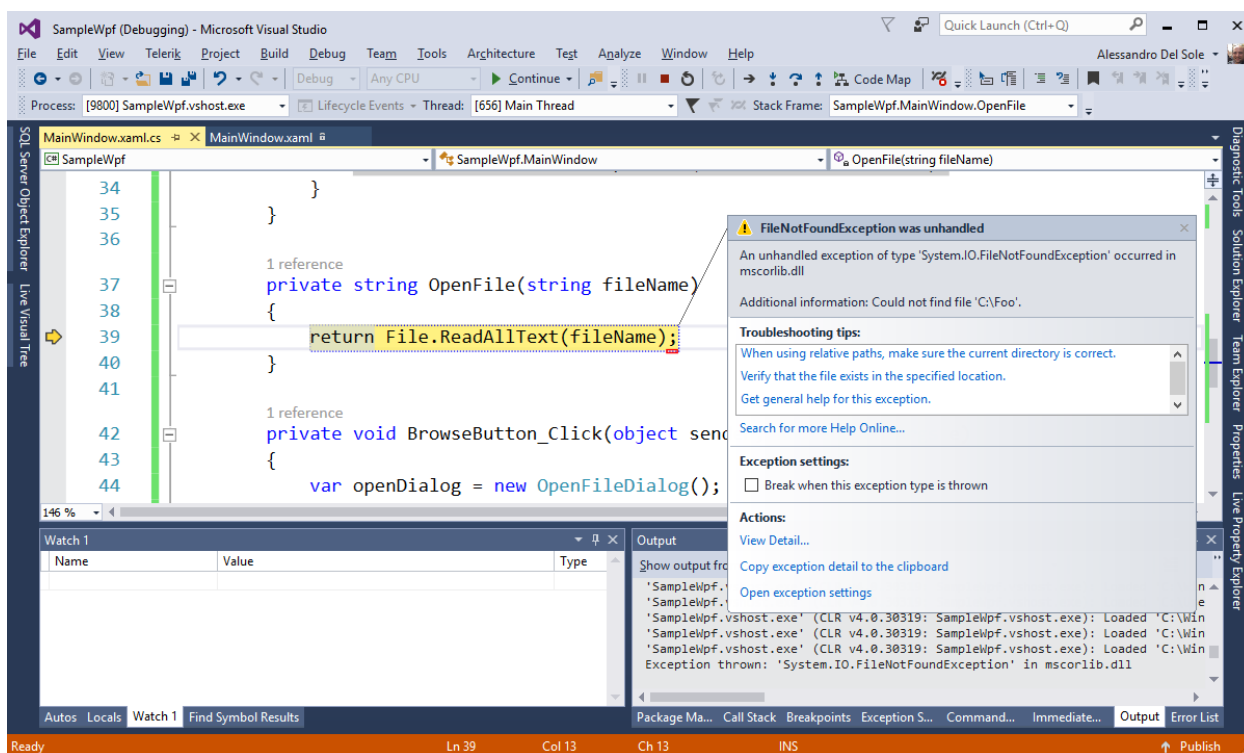 SampleWpf (Debugging) - Microsoft Visual Studio
Quick Launch (Ctrl+Q)
File Edit View Telerik Project Build Debug Team Tools Architecture Test Analyze Window Help
Alessandro Del Sole
Debug Any CPU Continue Code Map
Process: [9800] SampleWpf.vshost.exe Lifecycle Events Thread: [656] Main Thread Stack Frame: SampleWpf.MainWindow.OpenFile
SQL Server Object Explorer
Live Visual Tree
MainWindow.xaml.cs MainWindow.xaml
C# SampleWpf SampleWpf.MainWindow OpenFile(string fileName)
34 }
35 }
36
1 reference
37 private string OpenFile(string fileName)
38 {
39 return File.ReadAllText(fileName);
40 }
41
1 reference
42 private void BrowseButton_Click(object send
43 {
44 var openDialog = new OpenFileDialog();
146 %
FileNotFoundException was unhandled
An unhandled exception of type 'System.IO.FileNotFoundException' occurred in
mscorlib.dll
Additional information: Could not find file 'C:\Foo'.
Troubleshooting tips:
When using relative paths, make sure the current directory is correct.
Verify that the file exists in the specified location.
Get general help for this exception.
Search for more Help Online...
Exception settings:
Break when this exception type is thrown
Actions:
View Detail...
Copy exception detail to the clipboard
Open exception settings
Diagnostic Tools
Solution Explorer
Team Explorer
Properties
Live Property Explorer
Watch 1
Name Value Type
Autos Locals Watch 1 Find Symbol Results
Output
Show output fro
'SampleWpf.v n
'SampleWpf.v e
'SampleWpf.vshost.exe' (CLR v4.0.30319: SampleWpf.vshost.exe): Loaded 'C:\Win
'SampleWpf.vshost.exe' (CLR v4.0.30319: SampleWpf.vshost.exe): Loaded 'C:\Win
'SampleWpf.vshost.exe' (CLR v4.0.30319: SampleWpf.vshost.exe): Loaded 'C:\Win
Exception thrown: 'System.IO.FileNotFoundException' in mscorlib.dll
Package Ma... Call Stack Breakpoints Exception S... Command... Immediate... Output Error List
Ready Ln 39 Col 13 Ch 13 INS Publish